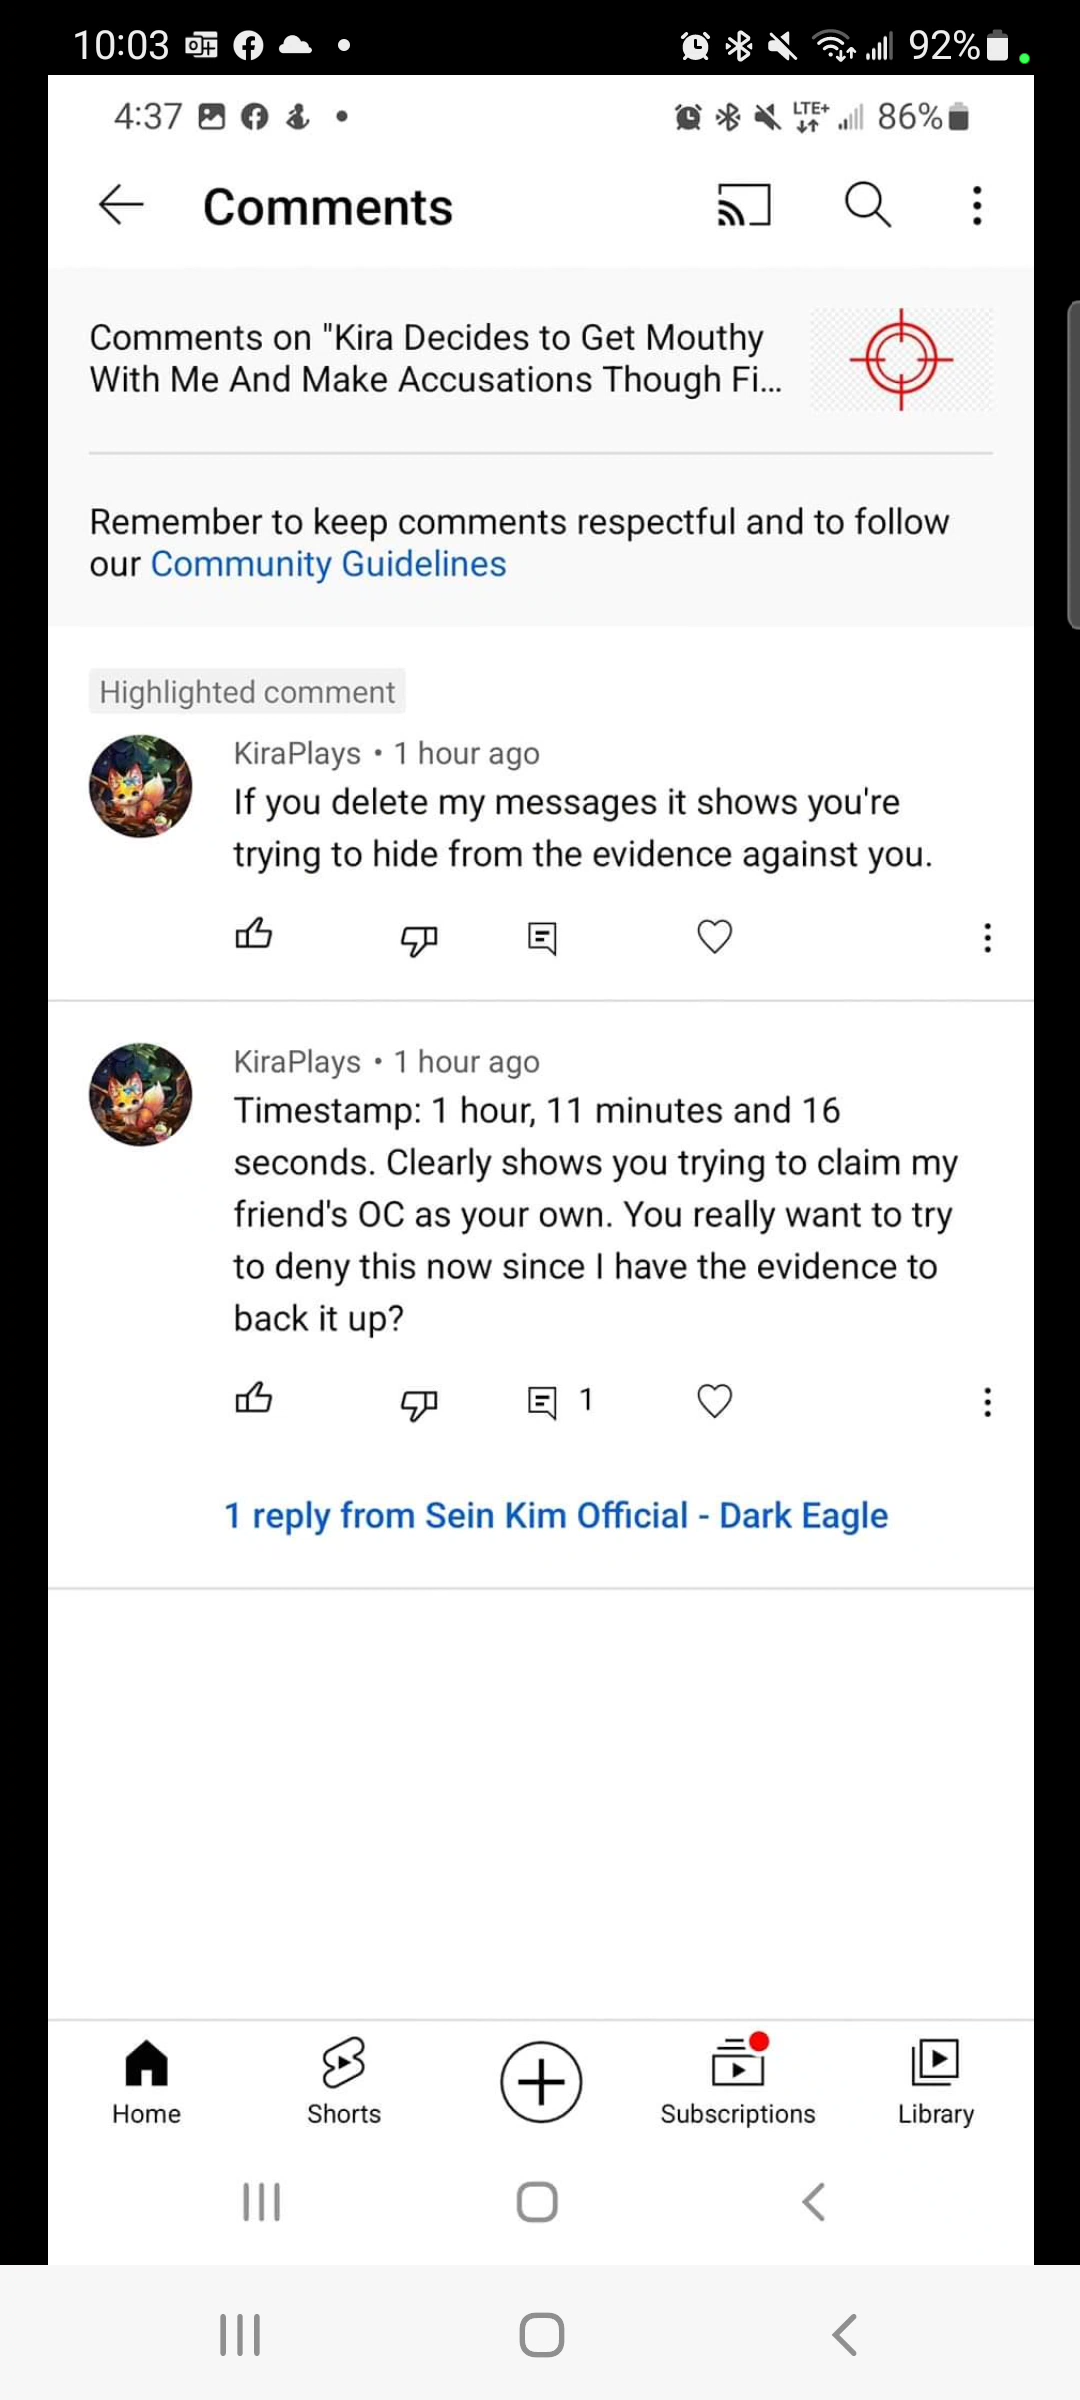 10:03
92%
4:37
LTE+
86%
Comments
Comments on "Kira Decides to Get Mouthy
With Me And Make Accusations Though Fi...
Remember to keep comments respectful and to follow
our Community Guidelines
Highlighted comment
KiraPlays • 1 hour ago
If you delete my messages it shows you're
trying to hide from the evidence against you.
KiraPlays • 1 hour ago
Timestamp: 1 hour, 11 minutes and 16
seconds. Clearly shows you trying to claim my
friend's OC as your own. You really want to try
to deny this now since I have the evidence to
back it up?
1
1 reply from Sein Kim Official - Dark Eagle
Home
Shorts
Subscriptions
Library